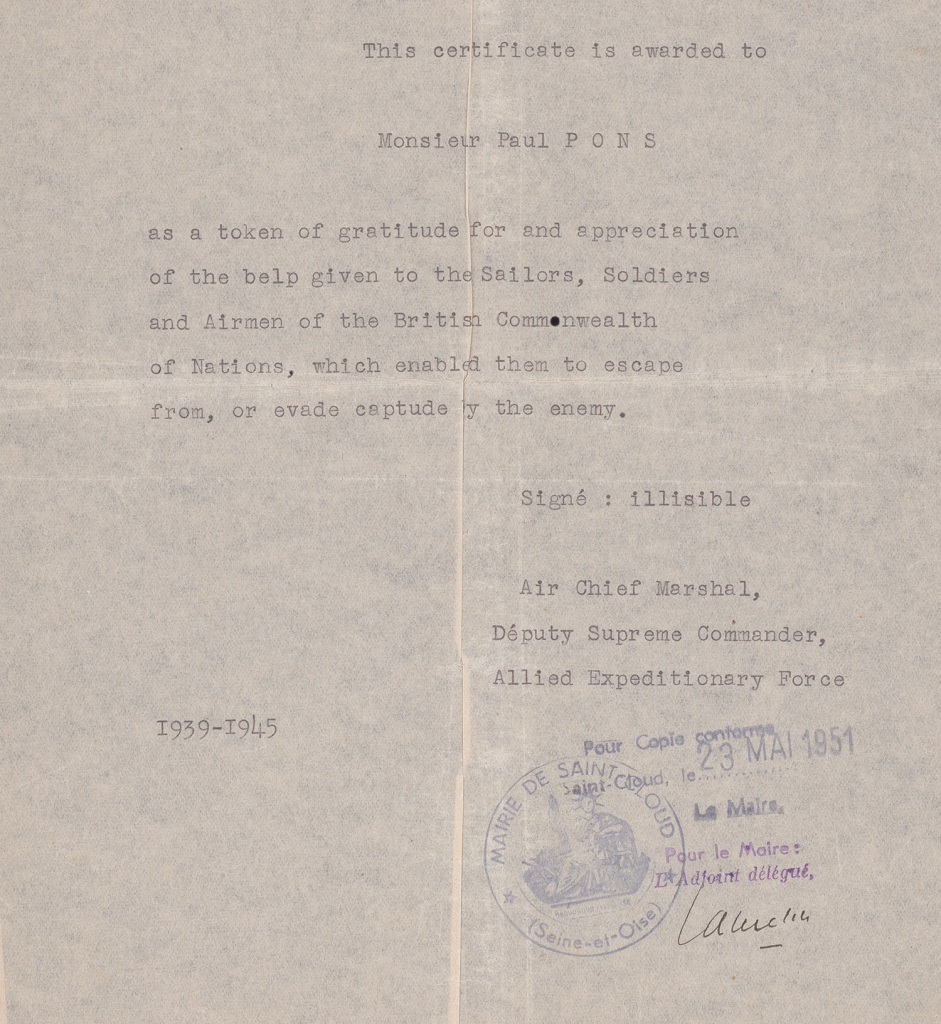 This certificate is awarded to
Monsieur Paul P O N S
as a token of gratitude for and appreciation
of the belp given to the Sailors, Soldiers
and Airmen of the British Commonwealth
of Nations, which enabled them to escape
from, or evade captude by the enemy.
Signé : illisible
Air Chief Marshal,
Députy Supreme Commander,
Allied Expeditionary Force
1939-1945
Pour Copie conforme
Saint-Cloud, le 23 MAI 1951
Le Maire,
MAIRIE DE SAINT-CLOUD
(Seine-et-Oise)
Pour le Maire:
L'Adjoint délégué,